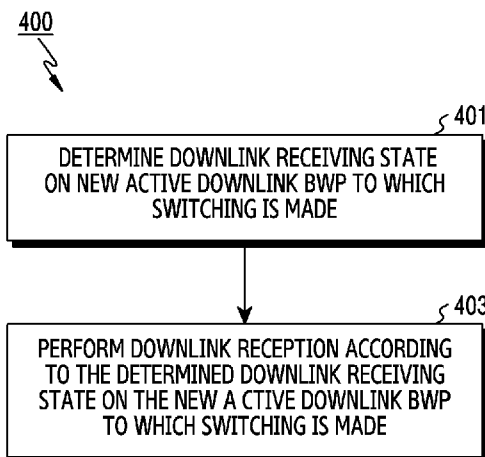 400
401
DETERMINE DOWNLINK RECEIVING STATE
ON NEW ACTIVE DOWNLINK BWP TO WHICH
SWITCHING IS MADE
403
PERFORM DOWNLINK RECEPTION ACCORDING
TO THE DETERMINED DOWNLINK RECEIVING
STATE ON THE NEW A CTIVE DOWNLINK BWP
TO WHICH SWITCHING IS MADE